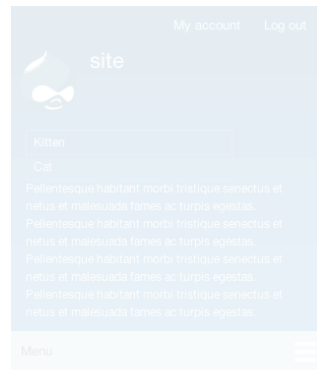 My account Log out
site
Kitten
Cat
Pellentesque habitant morbi tristique senectus et
netus et malesuada fames ac turpis egestas.
Pellentesque habitant morbi tristique senectus et
netus et malesuada fames ac turpis egestas.
Pellentesque habitant morbi tristique senectus et
netus et malesuada fames ac turpis egestas.
Pellentesque habitant morbi tristique senectus et
netus et malesuada fames ac turpis egestas.
Menu